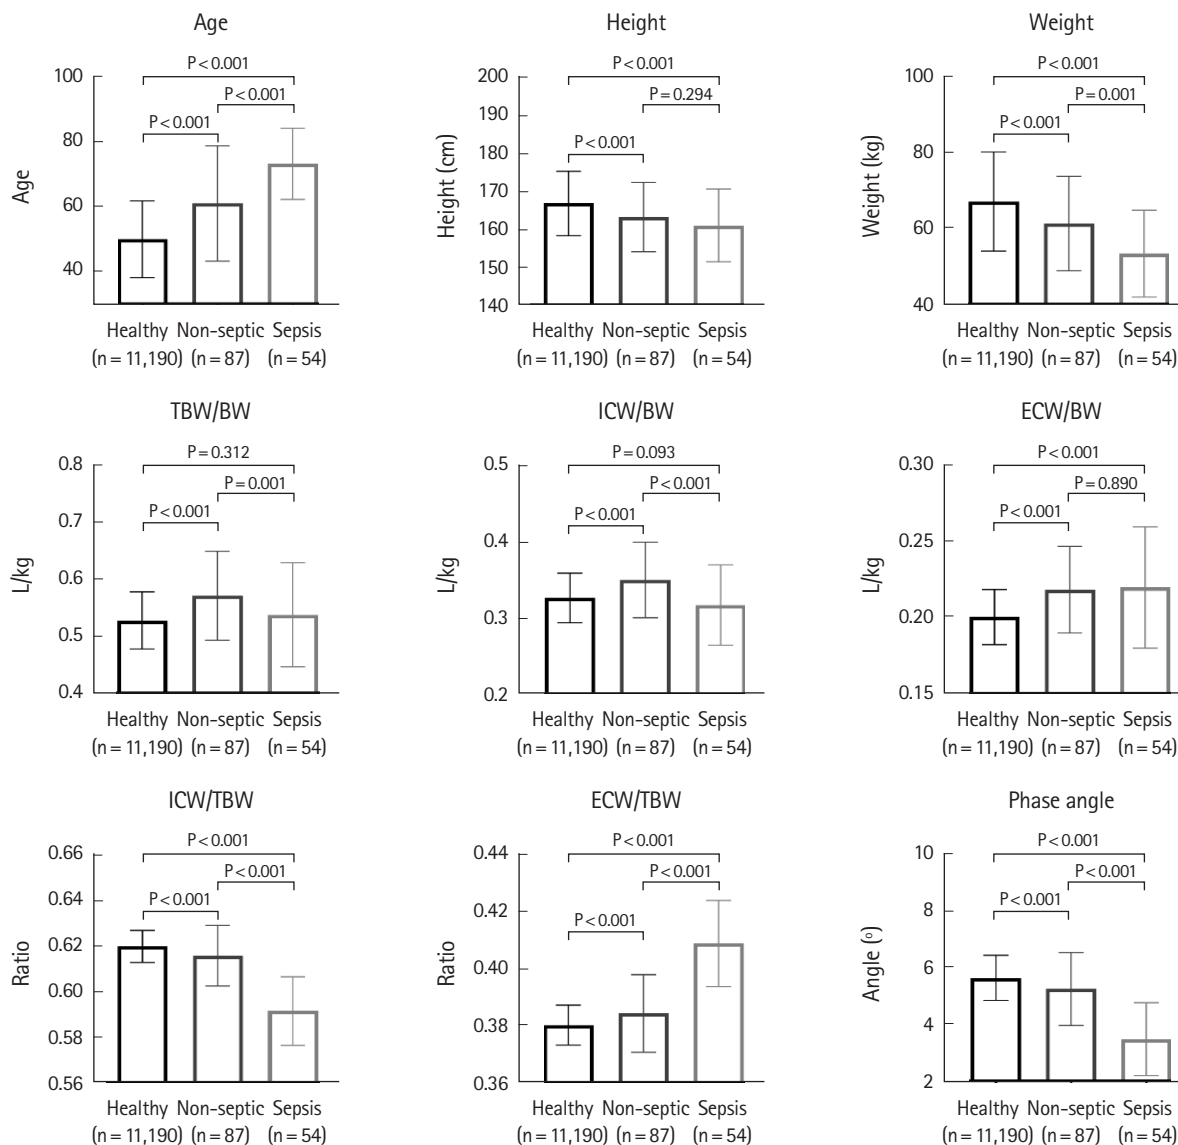 Age
P < 0.001
P < 0.001
P < 0.001
100
80
60
40
Age
Healthy Non-septic Sepsis
(n = 11,190) (n = 87) (n = 54)
Height
P < 0.001
P = 0.294
P < 0.001
200
190
180
170
160
150
140
Height (cm)
Healthy Non-septic Sepsis
(n = 11,190) (n = 87) (n = 54)
Weight
P < 0.001
P = 0.001
P < 0.001
100
80
60
40
Weight (kg)
Healthy Non-septic Sepsis
(n = 11,190) (n = 87) (n = 54)
TBW/BW
P = 0.312
P = 0.001
P < 0.001
0.8
0.7
0.6
0.5
0.4
L/kg
Healthy Non-septic Sepsis
(n = 11,190) (n = 87) (n = 54)
ICW/BW
P = 0.093
P < 0.001
P < 0.001
0.5
0.4
0.3
0.2
L/kg
Healthy Non-septic Sepsis
(n = 11,190) (n = 87) (n = 54)
ECW/BW
P < 0.001
P = 0.890
P < 0.001
0.30
0.25
0.20
0.15
L/kg
Healthy Non-septic Sepsis
(n = 11,190) (n = 87) (n = 54)
ICW/TBW
P < 0.001
P < 0.001
P < 0.001
0.66
0.64
0.62
0.60
0.58
0.56
Ratio
Healthy Non-septic Sepsis
(n = 11,190) (n = 87) (n = 54)
ECW/TBW
P < 0.001
P < 0.001
P < 0.001
0.44
0.42
0.40
0.38
0.36
Ratio
Healthy Non-septic Sepsis
(n = 11,190) (n = 87) (n = 54)
Phase angle
P < 0.001
P < 0.001
P < 0.001
10
8
6
4
2
Angle (°)
Healthy Non-septic Sepsis
(n = 11,190) (n = 87) (n = 54)